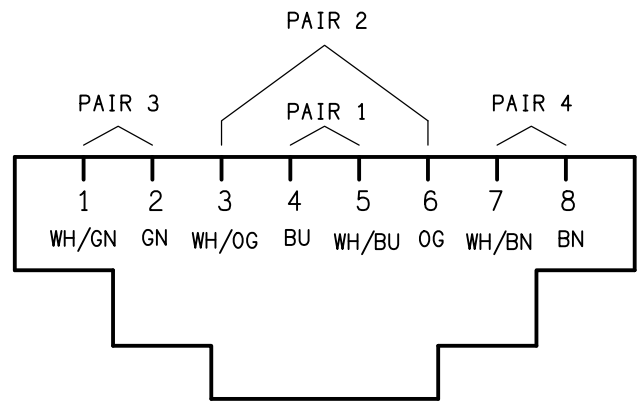 PAIR 2
PAIR 3 PAIR 1 PAIR 4
1 2 3 4 5 6 7 8
WH/GN GN WH/OG BU WH/BU OG WH/BN BN